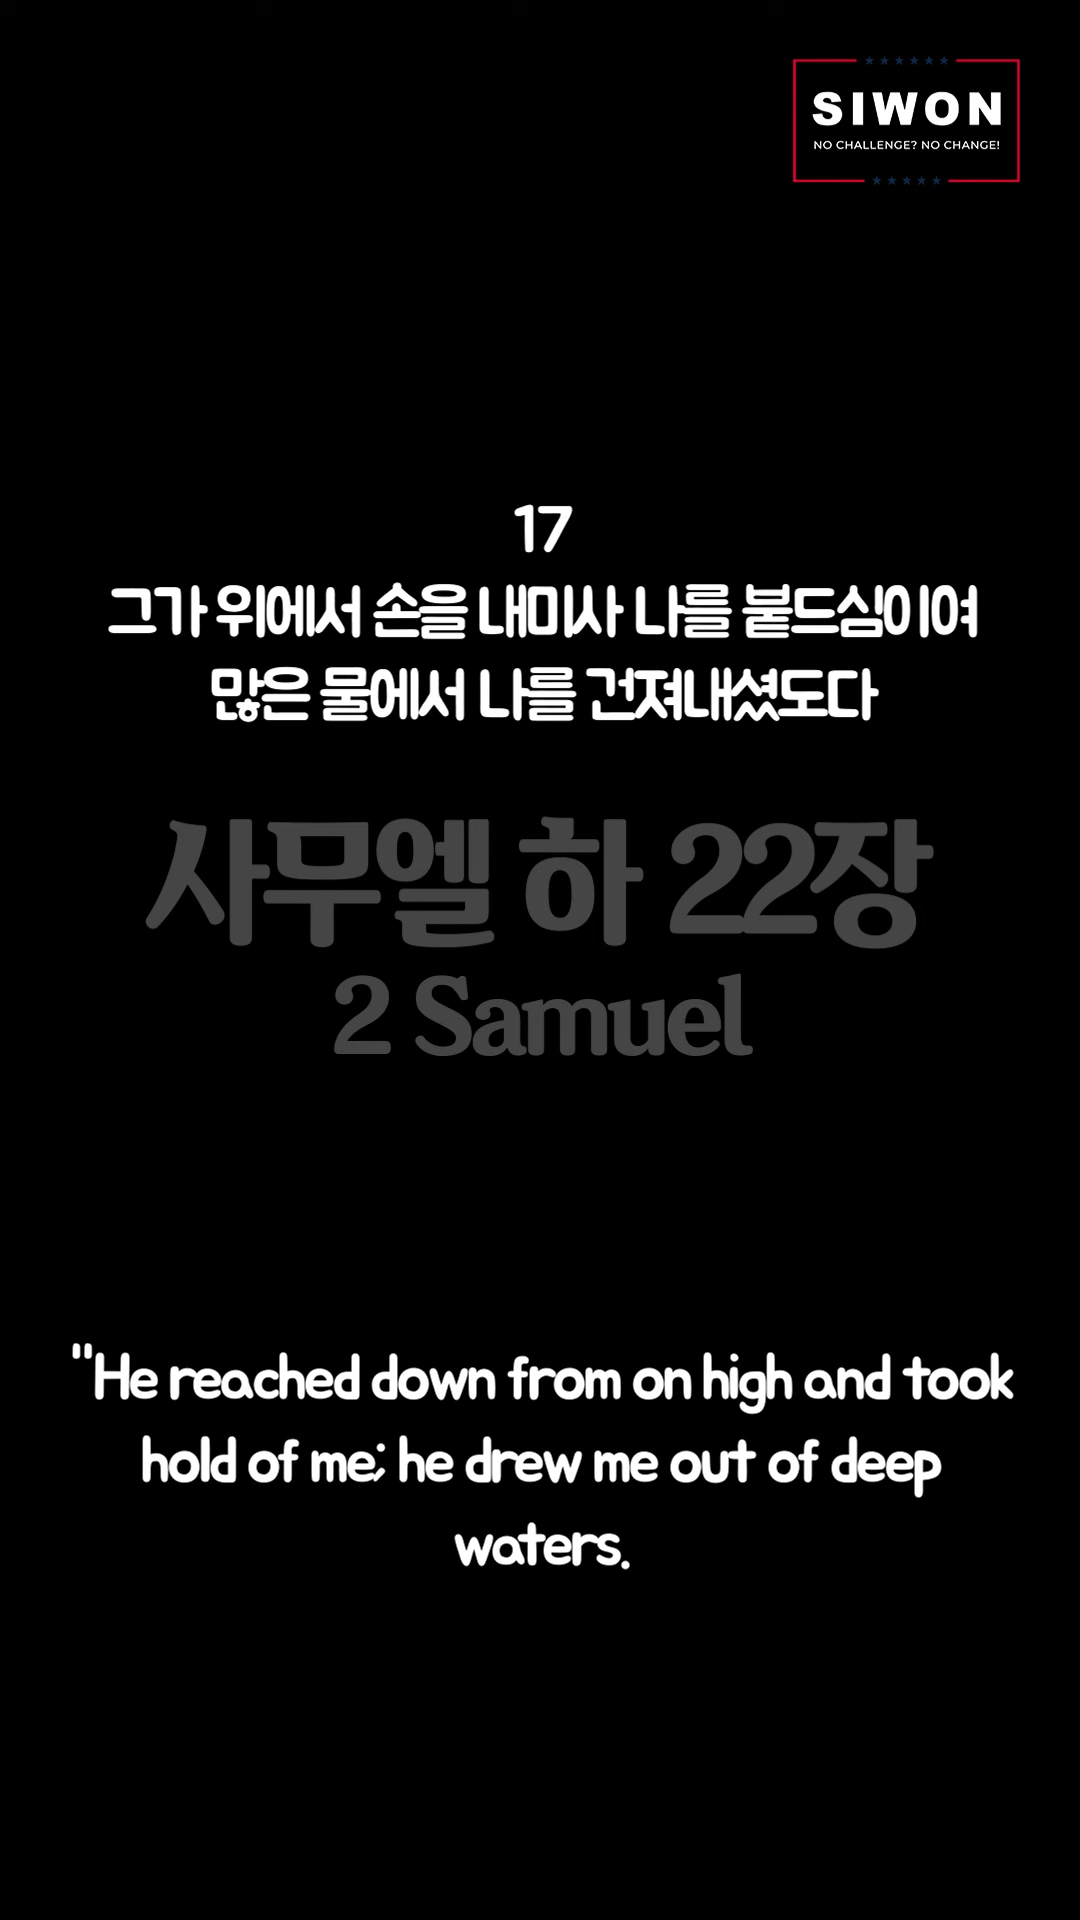 SIWON
NO CHALLENGE? NO CHANGE!
17
그가 위에서 손을 내미사 나를 붙드심이여
많은 물에서 나를 건져내셨도다
사무엘 하 22장
2 Samuel
"He reached down from on high and took
hold of me; he drew me out of deep
waters.